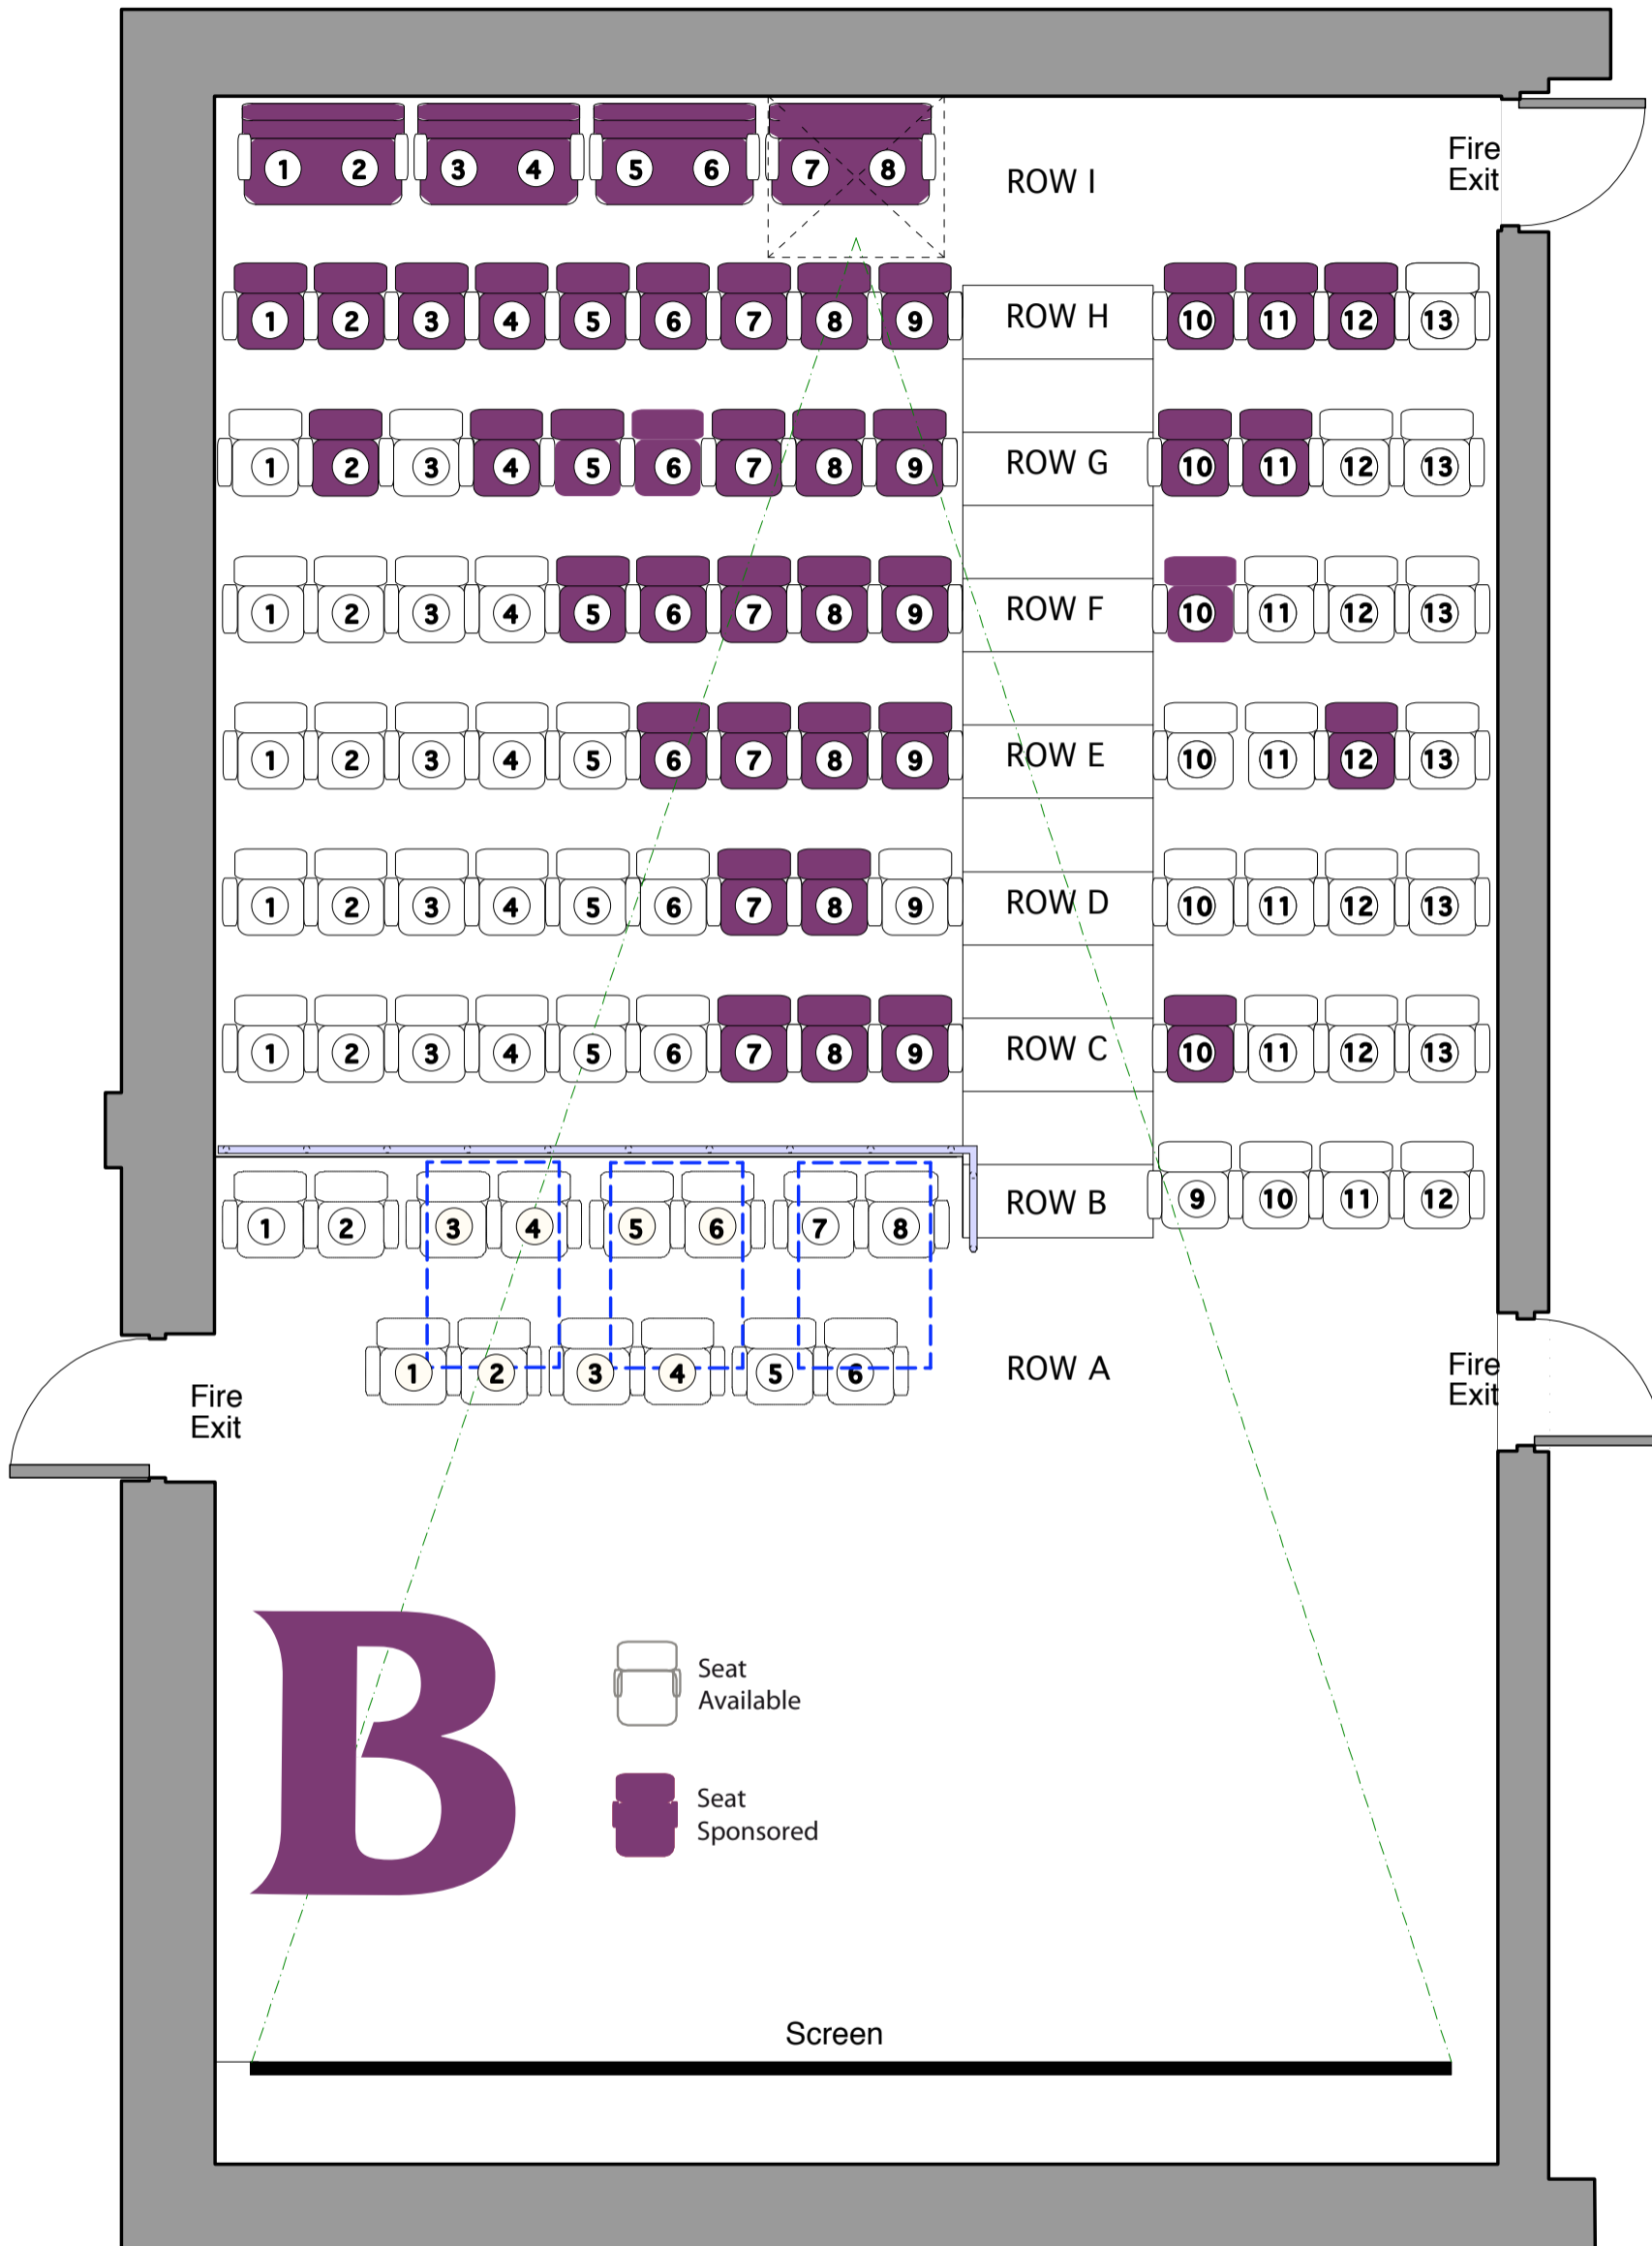 1 2 3 4 5 6 7 8 ROW I
Fire
Exit
1 2 3 4 5 6 7 8 9 ROW H 10 11 12 13
1 2 3 4 5 6 7 8 9 ROW G 10 11 12 13
1 2 3 4 5 6 7 8 9 ROW F 10 11 12 13
1 2 3 4 5 6 7 8 9 ROW E 10 11 12 13
1 2 3 4 5 6 7 8 9 ROW D 10 11 12 13
1 2 3 4 5 6 7 8 9 ROW C 10 11 12 13
1 2 3 4 5 6 7 8 ROW B 9 10 11 12
1 2 3 4 5 6 ROW A
Fire
Exit
Fire
Exit
B
Seat
Available
Seat
Sponsored
Screen